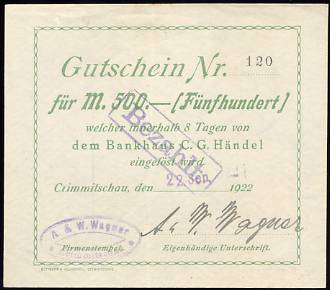 Gutschein Nr. 120
für M. 500.—(Fünfhundert)
welcher innerhalb 8 Tagen von
dem Bankhaus C. G. Händel
eingelöst wird.
Bezahlt
22 Sep.
Crimmitschau, den 1922
A. & W. Wagner
A. & W. Wagner
Firmenstempel. Eigenhändige Unterschrift.